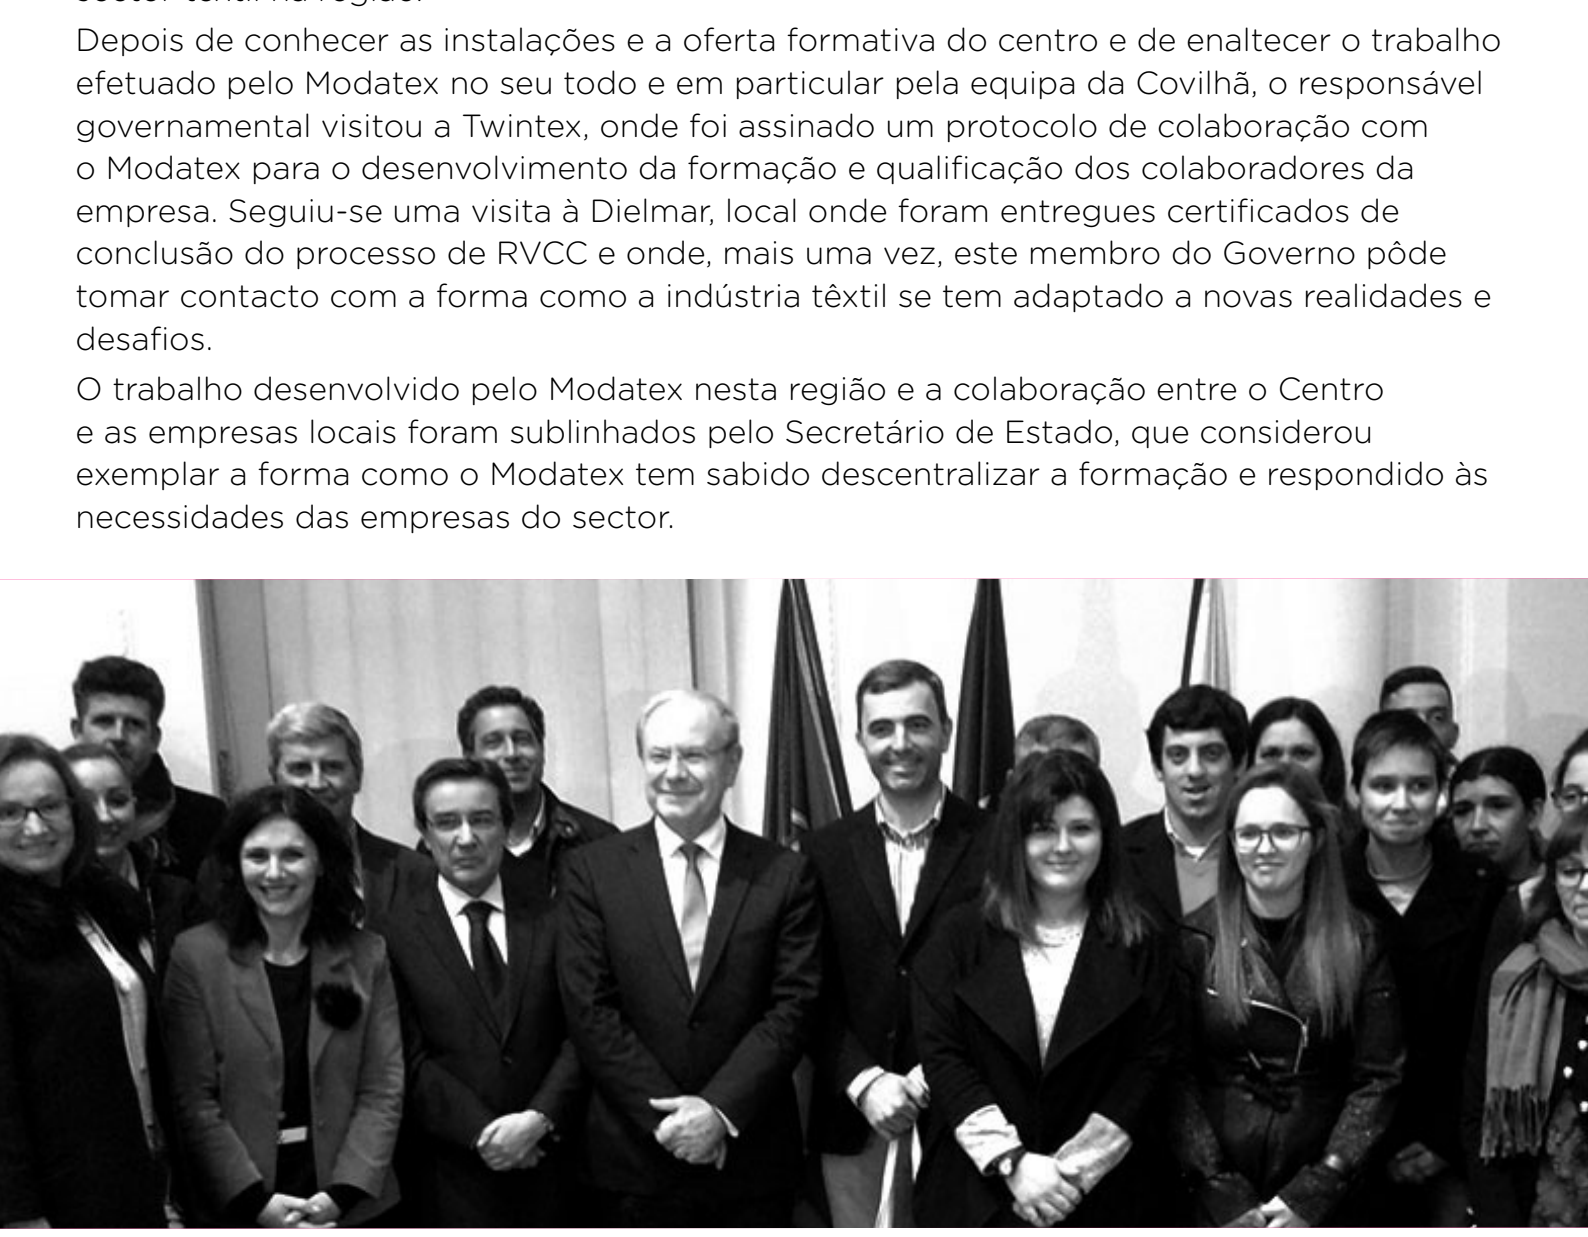 sector têxtil na região.
Depois de conhecer as instalações e a oferta formativa do centro e de enaltecer o trabalho
efetuado pelo Modatex no seu todo e em particular pela equipa da Covilhã, o responsável
governamental visitou a Twintex, onde foi assinado um protocolo de colaboração com
o Modatex para o desenvolvimento da formação e qualificação dos colaboradores da
empresa. Seguiu-se uma visita à Dielmar, local onde foram entregues certificados de
conclusão do processo de RVCC e onde, mais uma vez, este membro do Governo pôde
tomar contacto com a forma como a indústria têxtil se tem adaptado a novas realidades e
desafios.
O trabalho desenvolvido pelo Modatex nesta região e a colaboração entre o Centro
e as empresas locais foram sublinhados pelo Secretário de Estado, que considerou
exemplar a forma como o Modatex tem sabido descentralizar a formação e respondido às
necessidades das empresas do sector.